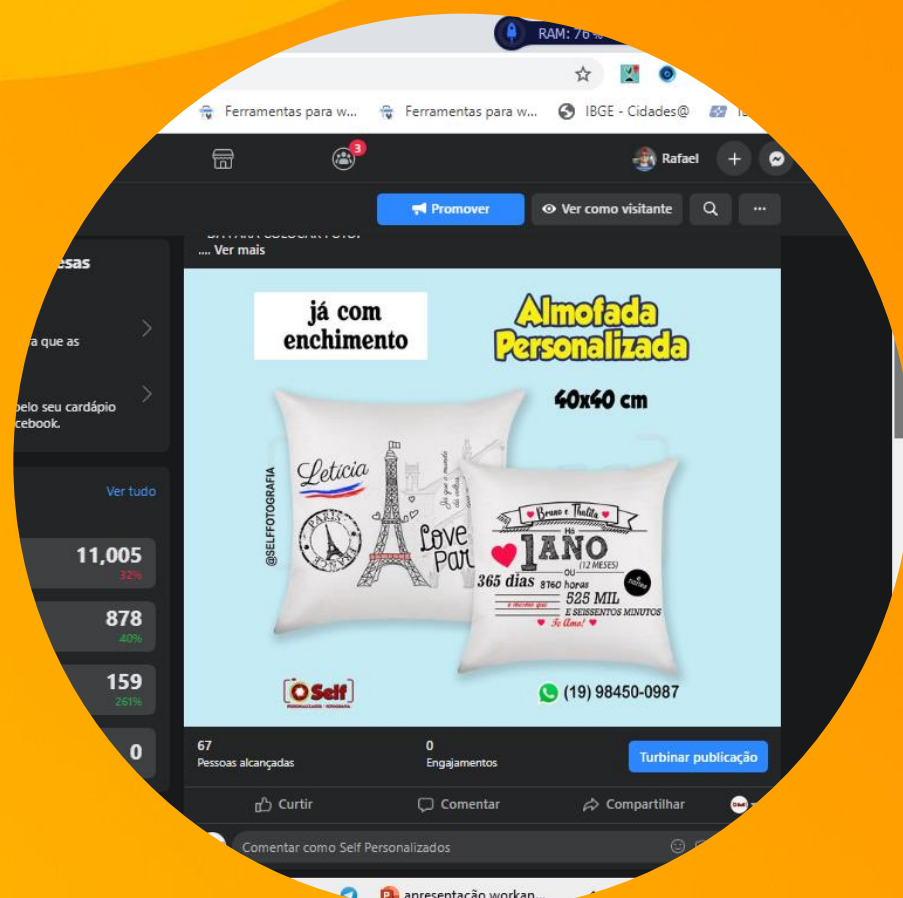 RAM: 76%
Ferramentas para w...
Ferramentas para w...
IBGE - Cidades@
3
Rafael
Promover
Ver como visitante
.... Ver mais
esas
a que as
pelo seu cardápio
cebook.
Ver tudo
11,005
32%
878
40%
159
261%
0
já com
enchimento
Almofada
Personalizada
40x40 cm
@SELFFOTOGRAFIA
Letícia
PARIS
FRANCE
Love
Par
Bruno e Thalita
Há
1 ANO
(12 MESES)
OU
365 dias 8760 horas
525 MIL
E SEISSENTOS MINUTOS
Te Amo!
Self
(19) 98450-0987
67
Pessoas alcançadas
0
Engajamentos
Turbinar publicação
Curtir
Comentar
Compartilhar
Comentar como Self Personalizados
apresentação workan...